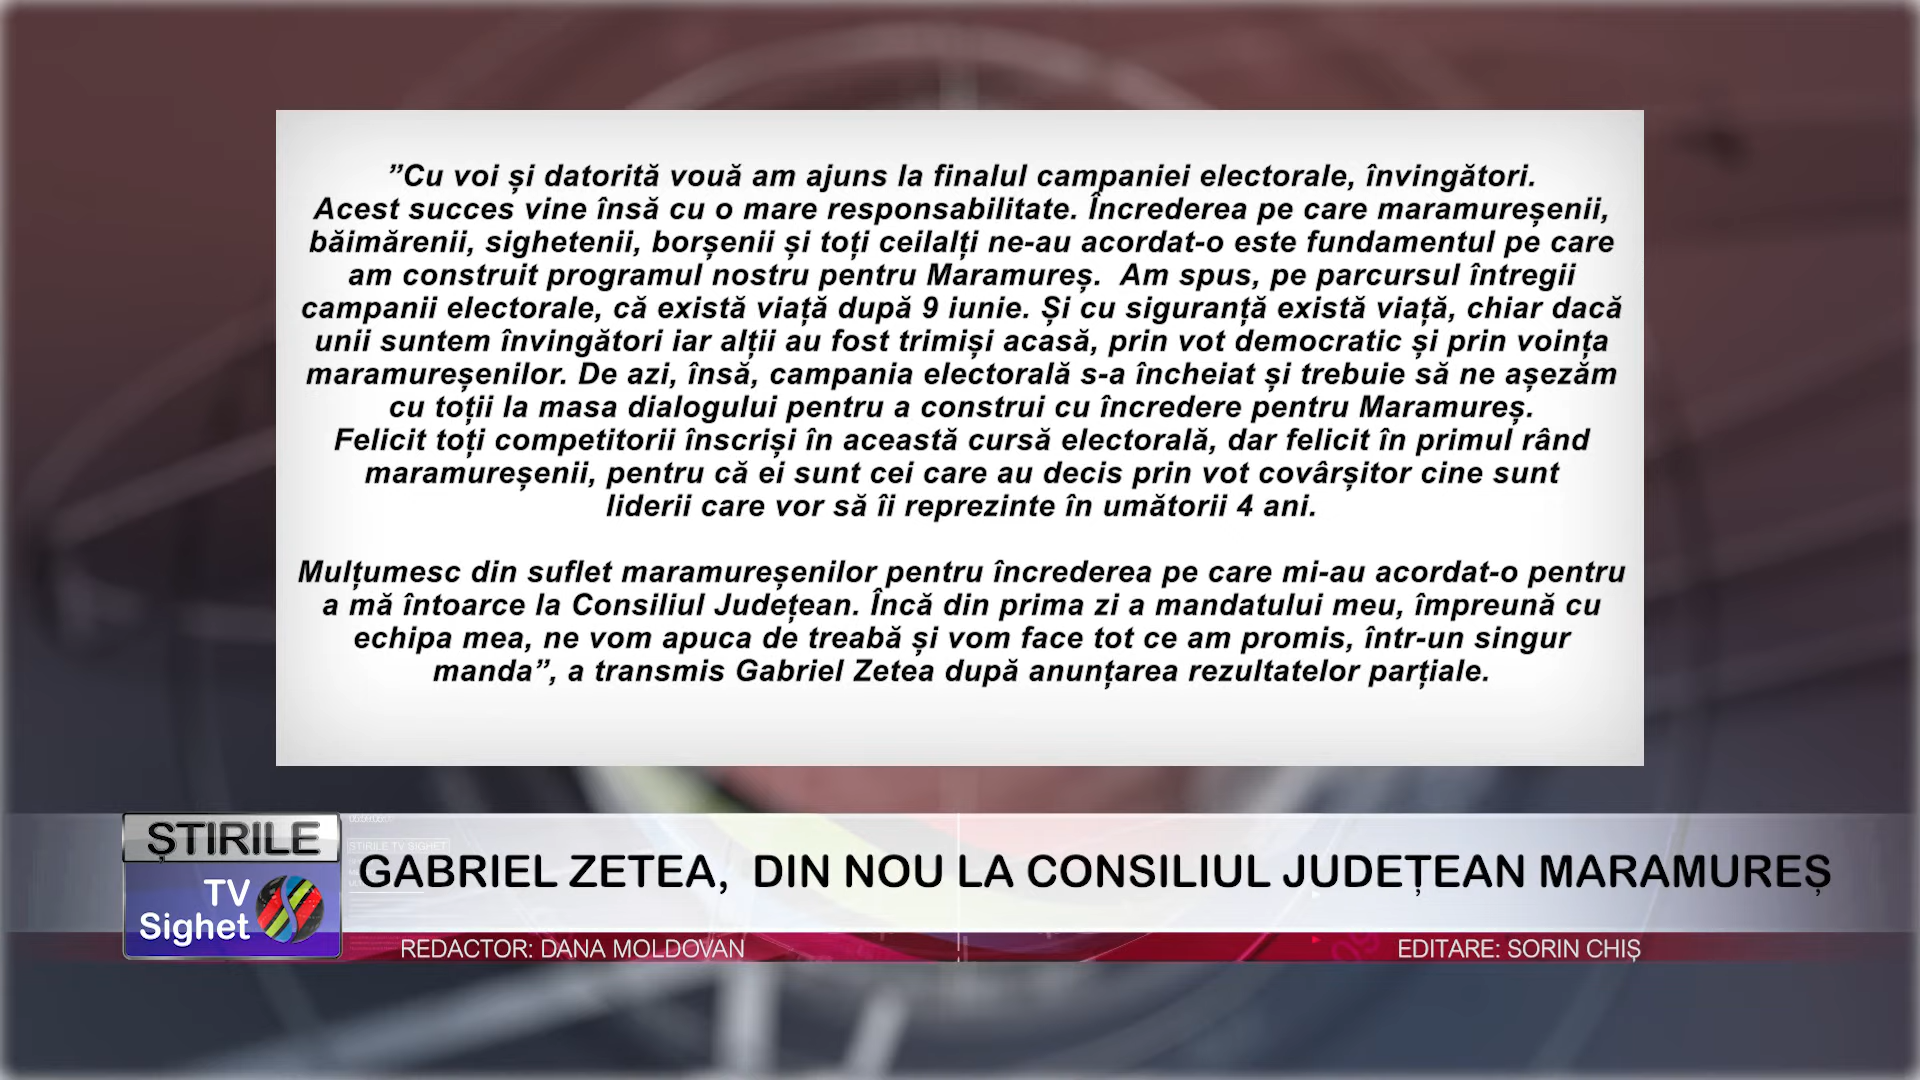 ”Cu voi și datorită vouă am ajuns la finalul campaniei electorale, învingători.
Acest succes vine însă cu o mare responsabilitate. Încrederea pe care maramureșenii,
băimărenii, sighetenii, borșenii și toți ceilalți ne-au acordat-o este fundamentul pe care
am construit programul nostru pentru Maramureș.  Am spus, pe parcursul întregii
campanii electorale, că există viață după 9 iunie. Și cu siguranță există viață, chiar dacă
unii suntem învingători iar alții au fost trimiși acasă, prin vot democratic și prin voința
maramureșenilor. De azi, însă, campania electorală s-a încheiat și trebuie să ne așezăm
cu toții la masa dialogului pentru a construi cu încredere pentru Maramureș.
Felicit toți competitorii înscriși în această cursă electorală, dar felicit în primul rând
maramureșenii, pentru că ei sunt cei care au decis prin vot covârșitor cine sunt
liderii care vor să îi reprezinte în umătorii 4 ani.
Mulțumesc din suflet maramureșenilor pentru încrederea pe care mi-au acordat-o pentru
a mă întoarce la Consiliul Județean. Încă din prima zi a mandatului meu, împreună cu
echipa mea, ne vom apuca de treabă și vom face tot ce am promis, într-un singur
manda”, a transmis Gabriel Zetea după anunțarea rezultatelor parțiale.
ȘTIRILE
TV
Sighet
STIRILE TV SIGHET
GABRIEL ZETEA,  DIN NOU LA CONSILIUL JUDEȚEAN MARAMUREȘ
REDACTOR: DANA MOLDOVAN
EDITARE: SORIN CHIȘ